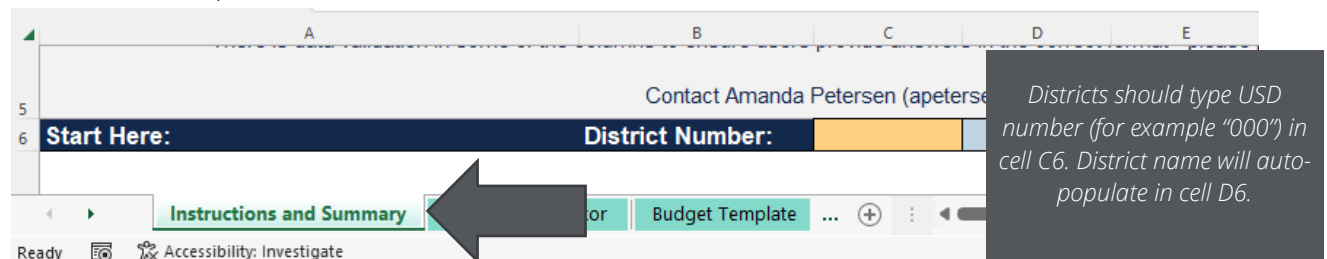 A B C D E
5
Contact Amanda Petersen (apeterse
Districts should type USD
number (for example “000”) in
cell C6. District name will auto-
populate in cell D6.
6 Start Here: District Number:
Instructions and Summary tor Budget Template ...
Ready Accessibility: Investigate